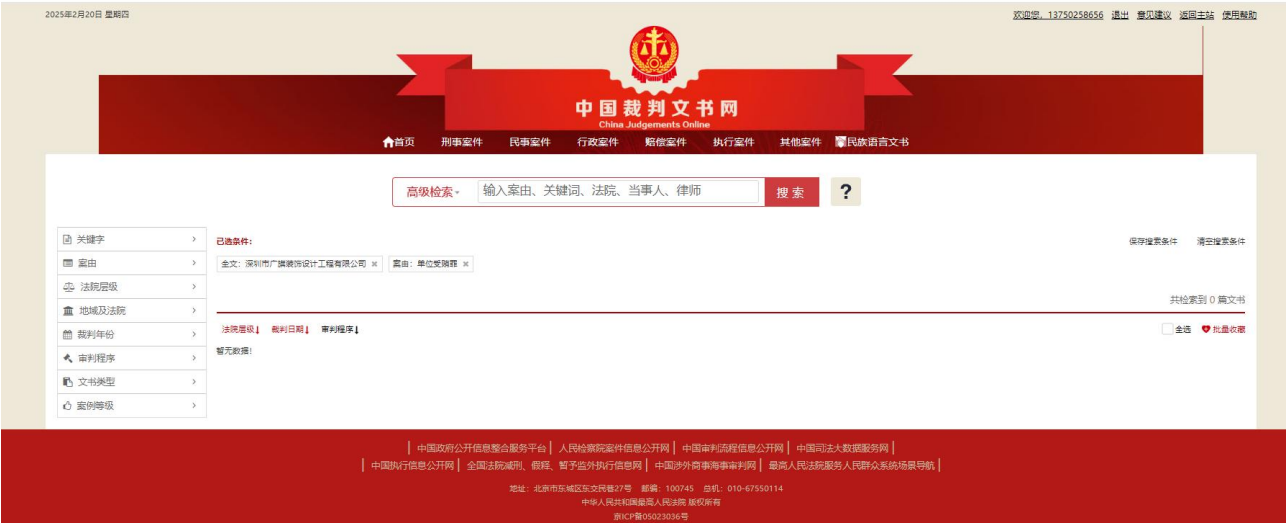 2025年2月20日 星期四
欢迎您，13750258656 退出 意见建议 返回主站 使用帮助
中国裁判文书网
China Judgements Online
首页 刑事案件 民事案件 行政案件 赔偿案件 执行案件 其他案件 民族语言文书
高级检索 输入案由、关键词、法院、当事人、律师 搜索 ?
关键字
案由
法院层级
地域及法院
裁判年份
审判程序
文书类型
案例等级
已选条件:
保存搜索条件 清空搜索条件
全文：深圳市广旗装饰设计工程有限公司 × 案由：单位受贿罪 ×
共检索到 0 篇文书
法院层级↓ 裁判日期↓ 审判程序↓
全选 批量收藏
暂无数据!
中国政府公开信息整合服务平台| 人民检察院案件信息公开网| 中国审判流程信息公开网| 中国司法大数据服务网|
中国执行信息公开网| 全国法院减刑、假释、暂予监外执行信息网| 中国涉外商事海事审判网| 最高人民法院服务人民群众系统场景导航|
地址：北京市东城区东交民巷27号 邮编：100745 总机：010-67550114
中华人民共和国最高人民法院 版权所有
京ICP备05023036号